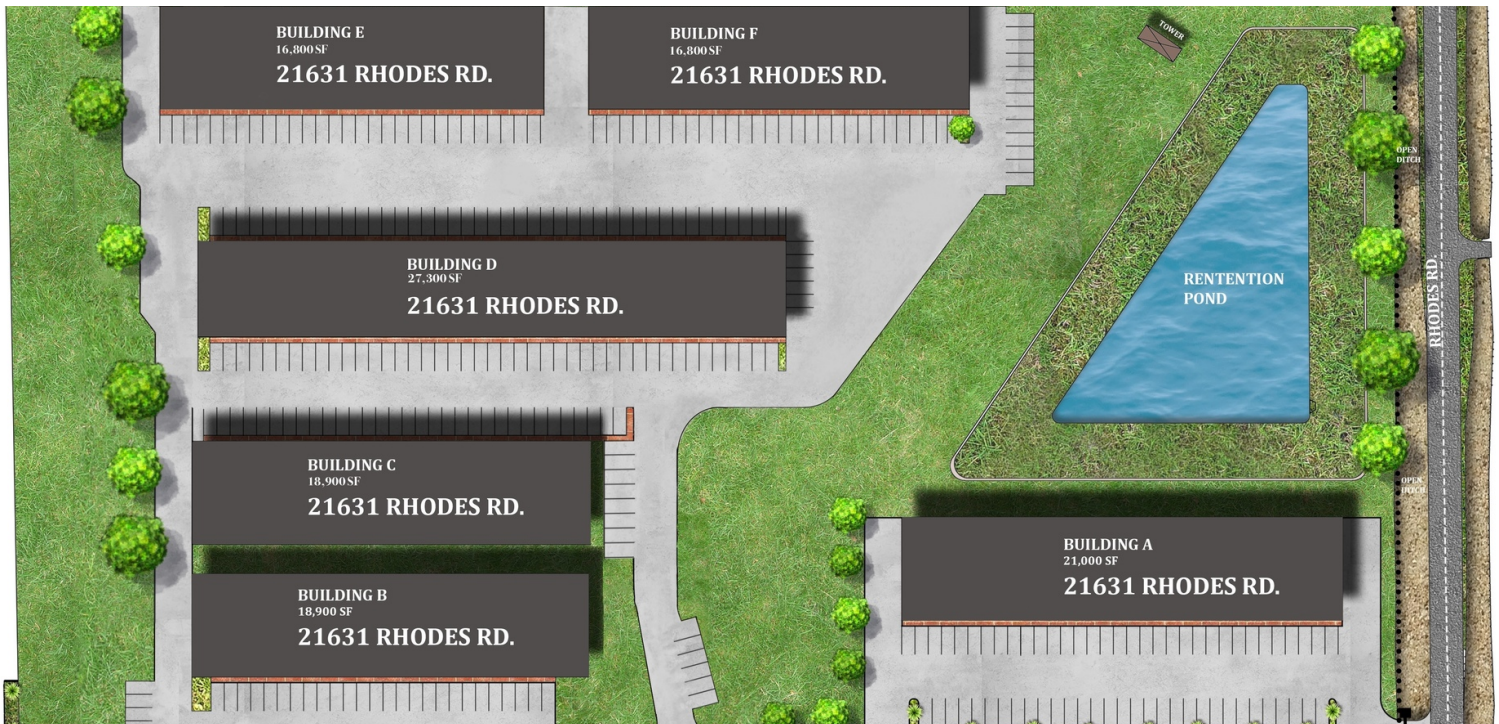 BUILDING E
16,800 SF
21631 RHODES RD.
BUILDING F
16,800 SF
21631 RHODES RD.
TOWER
OPEN
DITCH
BUILDING D
27,300 SF
21631 RHODES RD.
RENTENTION
POND
RHODES RD.
BUILDING C
18,900 SF
21631 RHODES RD.
OPEN
DITCH
BUILDING A
21,000 SF
21631 RHODES RD.
BUILDING B
18,900 SF
21631 RHODES RD.